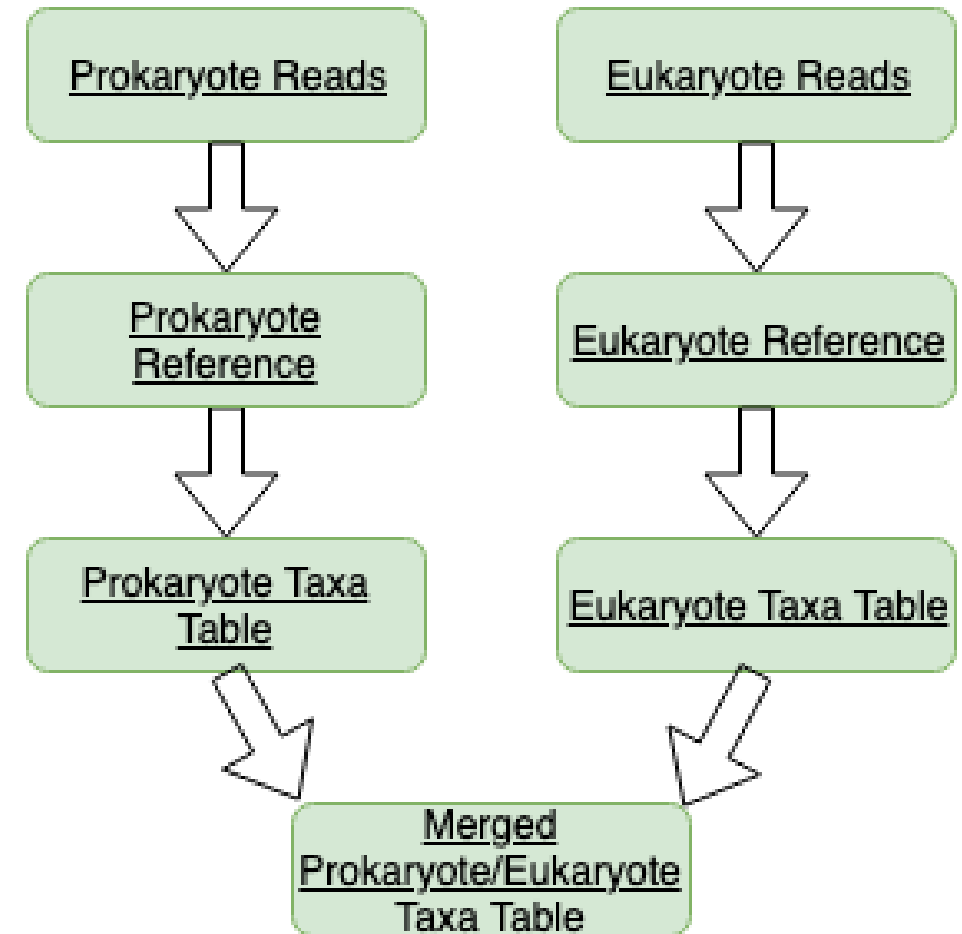 Prokaryote Reads
Eukaryote Reads
Prokaryote
Reference
Eukaryote Reference
Prokaryote Taxa
Table
Eukaryote Taxa Table
Merged
Prokaryote/Eukaryote
Taxa Table